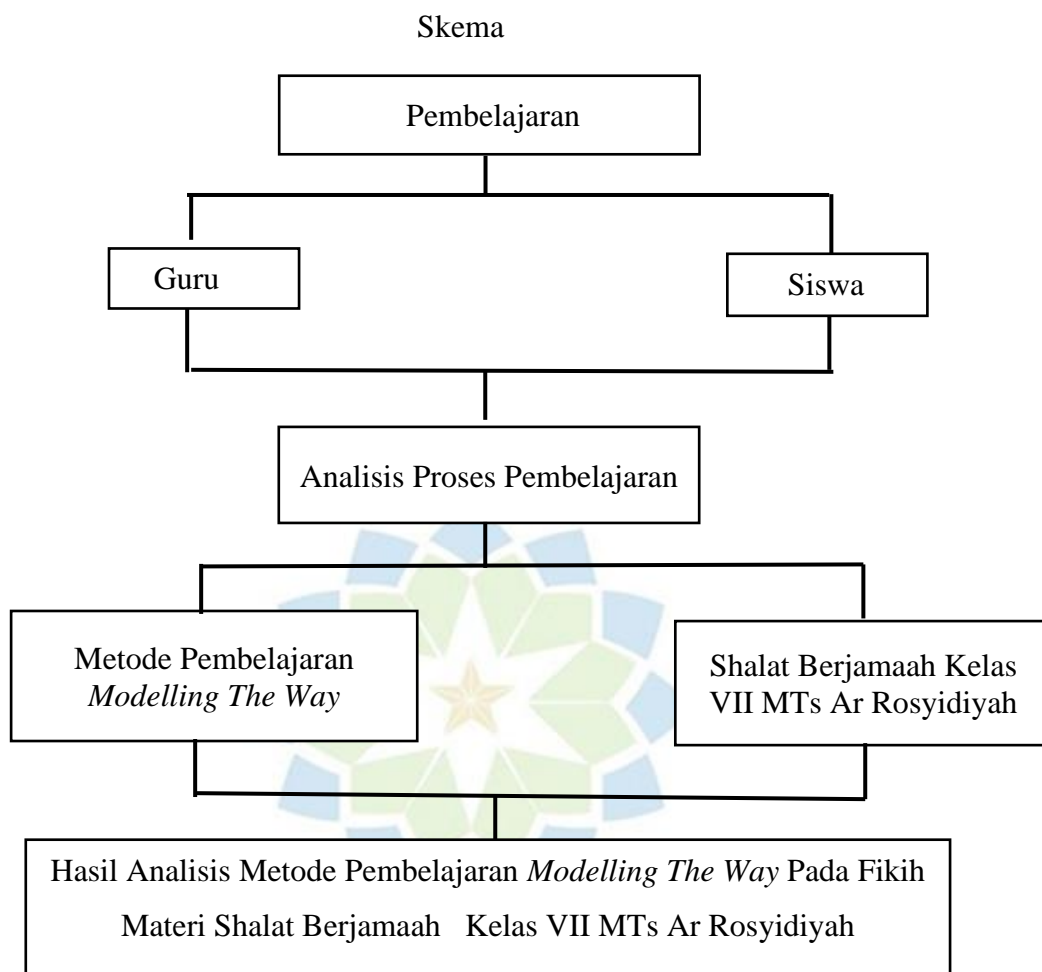 Skema
Pembelajaran
Guru
Siswa
Analisis Proses Pembelajaran
Metode Pembelajaran
Modelling The Way
Shalat Berjamaah Kelas
VII MTs Ar Rosyidiyah
Hasil Analisis Metode Pembelajaran Modelling The Way Pada Fikih
Materi Shalat Berjamaah Kelas VII MTs Ar Rosyidiyah